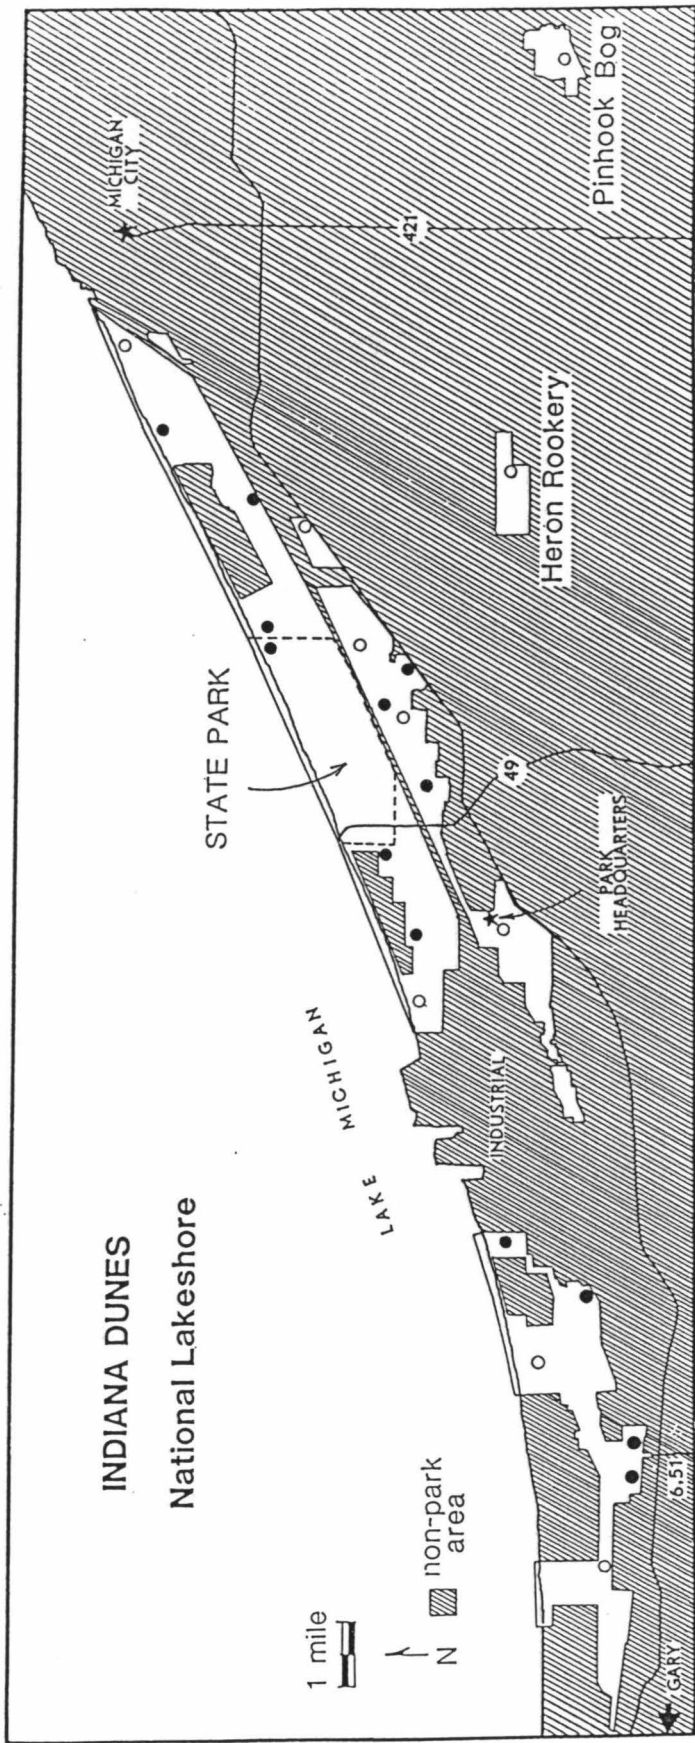 INDIANA DUNES
National Lakeshore
1 mile
N
non-park
area
LAKE MICHIGAN
STATE PARK
MICHIGAN
CITY
421
49
INDUSTRIAL
PARK
HEADQUARTERS
Heron Rookery
Pinhook Bog
GARY
6.51